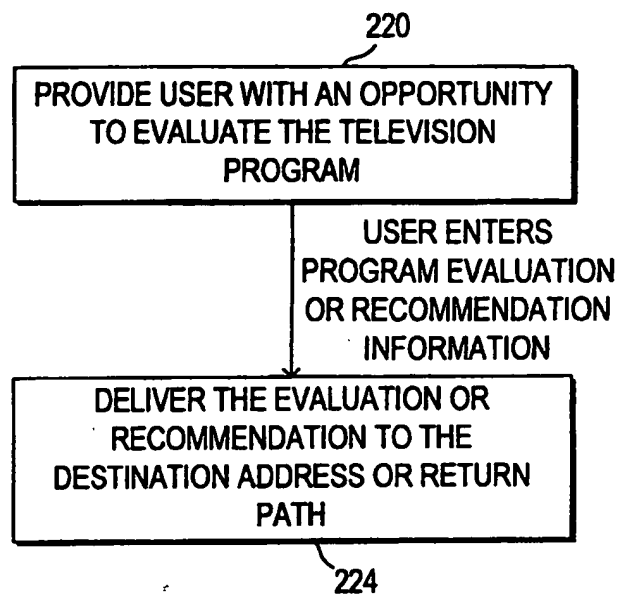 220
PROVIDE USER WITH AN OPPORTUNITY
TO EVALUATE THE TELEVISION
PROGRAM
USER ENTERS
PROGRAM EVALUATION
OR RECOMMENDATION
INFORMATION
DELIVER THE EVALUATION OR
RECOMMENDATION TO THE
DESTINATION ADDRESS OR RETURN
PATH
224